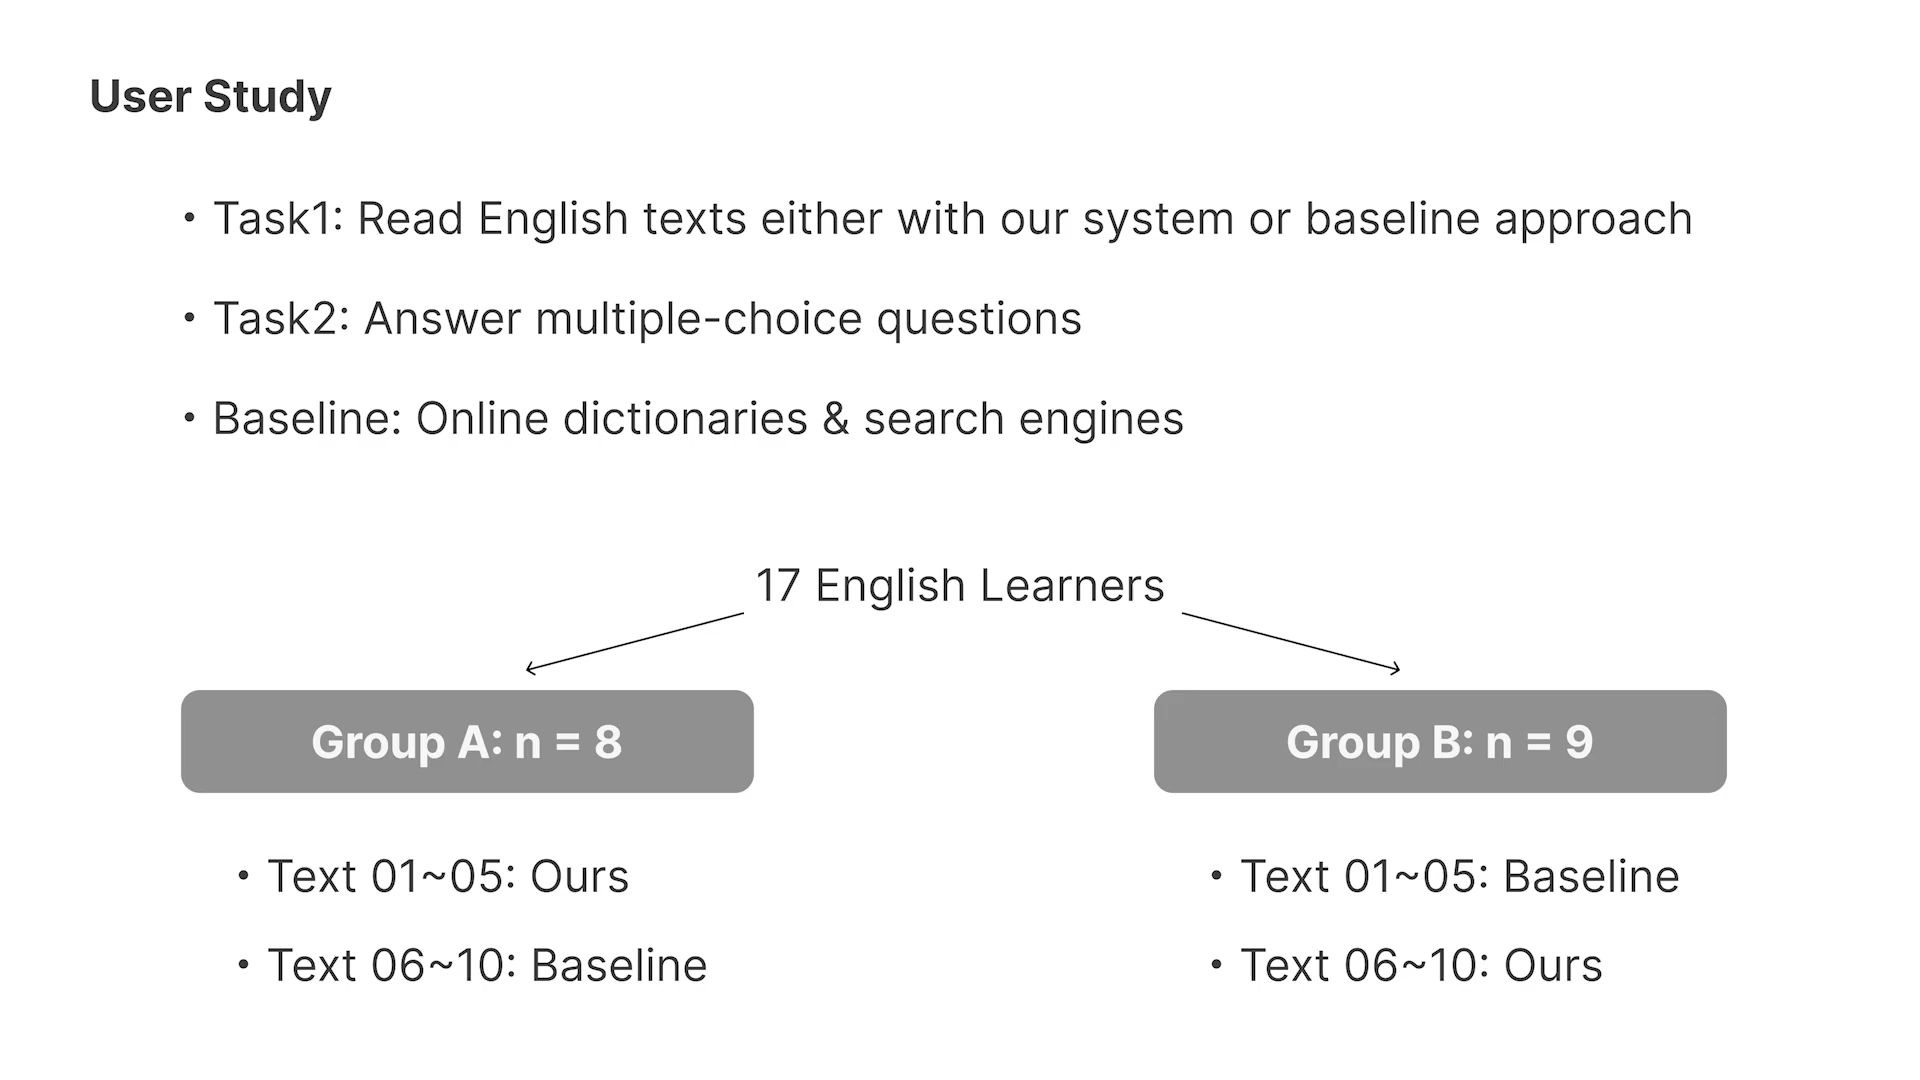 User Study
• Task1: Read English texts either with our system or baseline approach
• Task2: Answer multiple-choice questions
• Baseline: Online dictionaries & search engines
17 English Learners
Group A: n = 8
• Text 01~05: Ours
• Text 06~10: Baseline
Group B: n = 9
• Text 01~05: Baseline
• Text 06~10: Ours